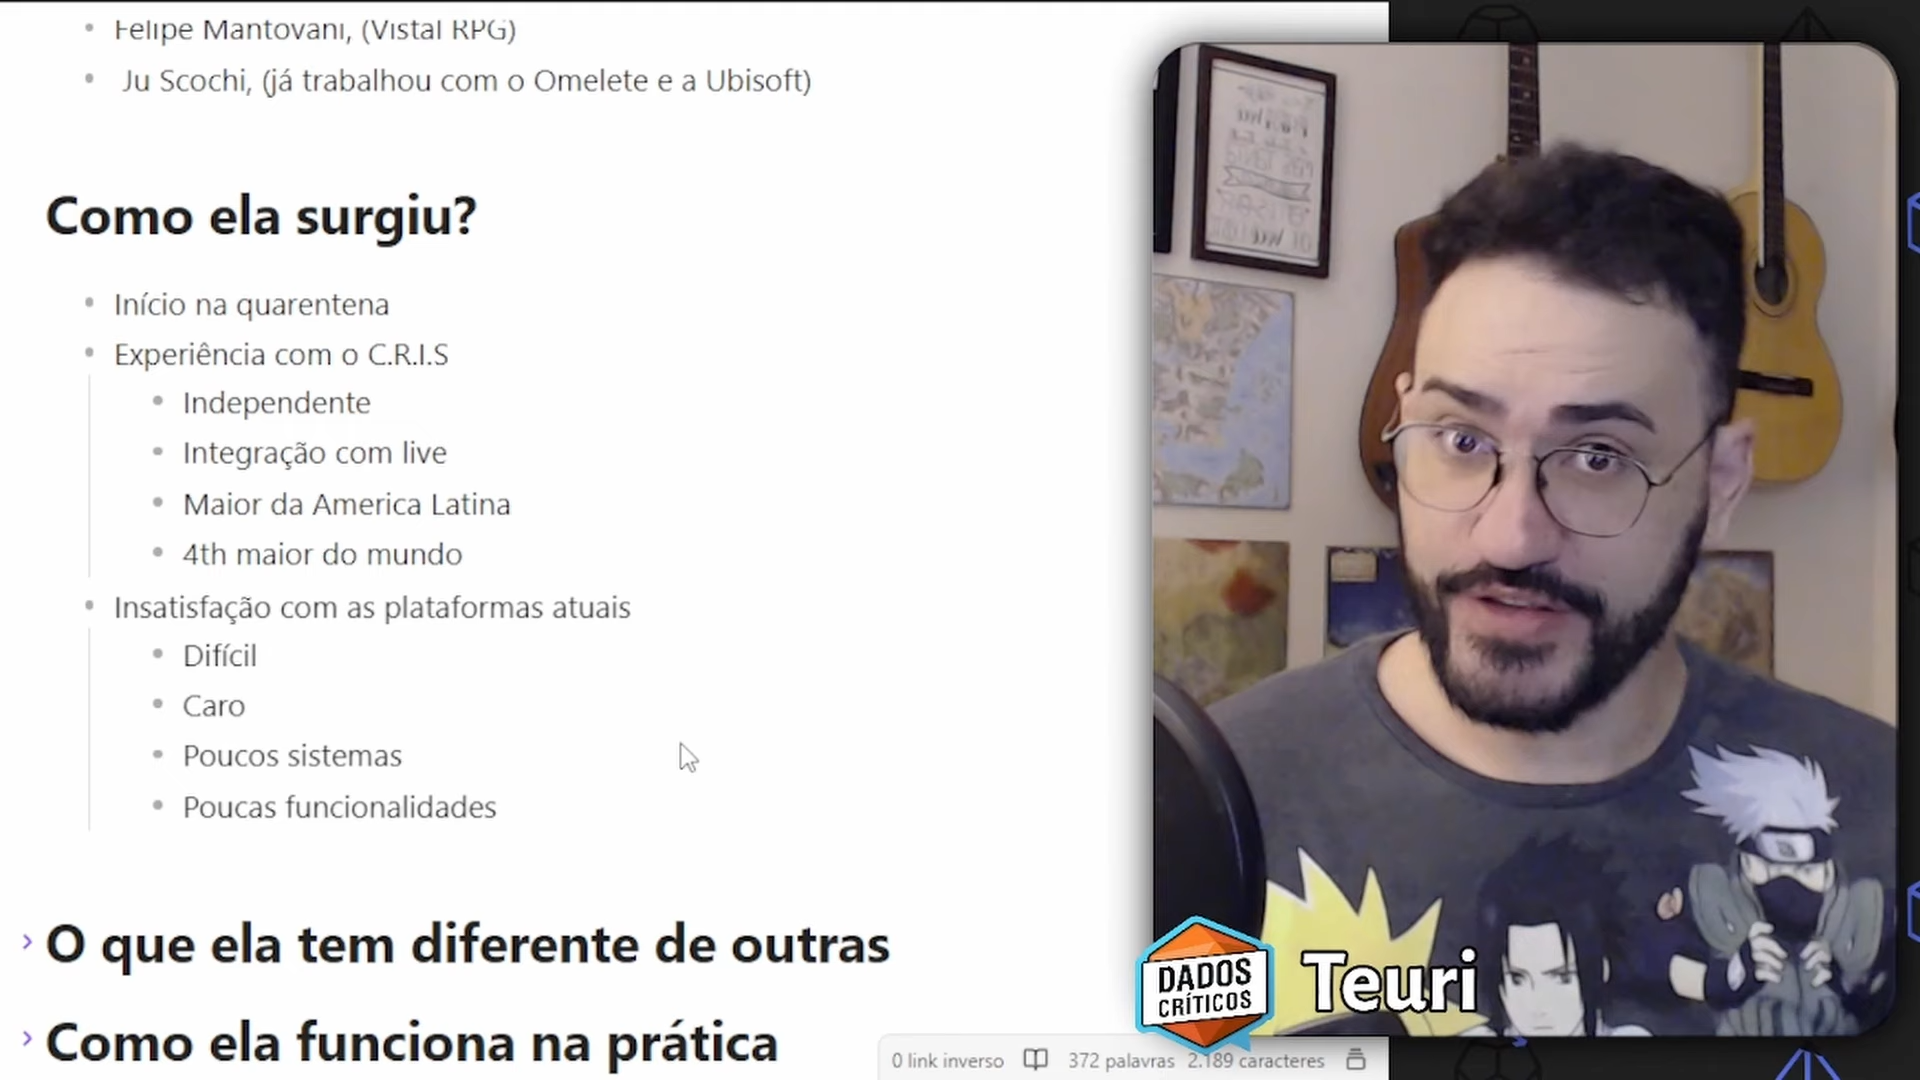 Felipe Mantovani, (Vistal RPG)
Ju Scochi, (já trabalhou com o Omelete e a Ubisoft)
Como ela surgiu?
Início na quarentena
Experiência com o C.R.I.S
Independente
Integração com live
Maior da America Latina
4th maior do mundo
Insatisfação com as plataformas atuais
Difícil
Caro
Poucos sistemas
Poucas funcionalidades
O que ela tem diferente de outras
Como ela funciona na prática
0 link inverso 372 palavras 2.189 caracteres
DADOS
CRÍTICOS
Teuri